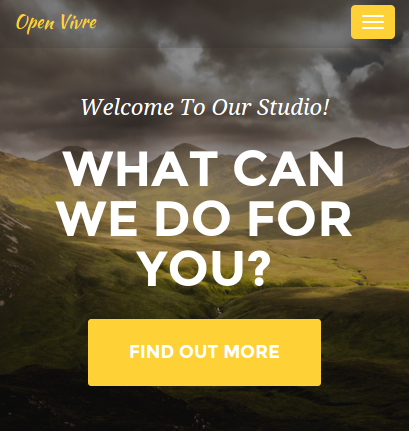 Open Vivre
Welcome To Our Studio!
WHAT CAN
WE DO FOR
YOU?
FIND OUT MORE